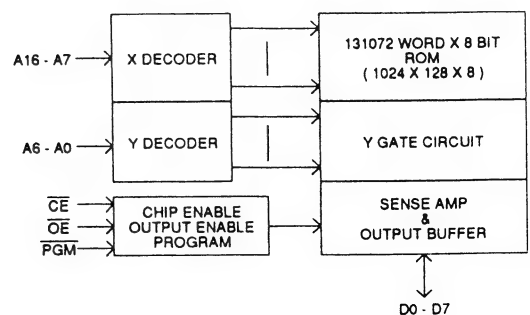 A16 - A7
X DECODER
131072 WORD X 8 BIT
ROM
( 1024 X 128 X 8 )
A6 - A0
Y DECODER
Y GATE CIRCUIT
CE
OE
PGM
CHIP ENABLE
OUTPUT ENABLE
PROGRAM
SENSE AMP
&
OUTPUT BUFFER
D0 - D7